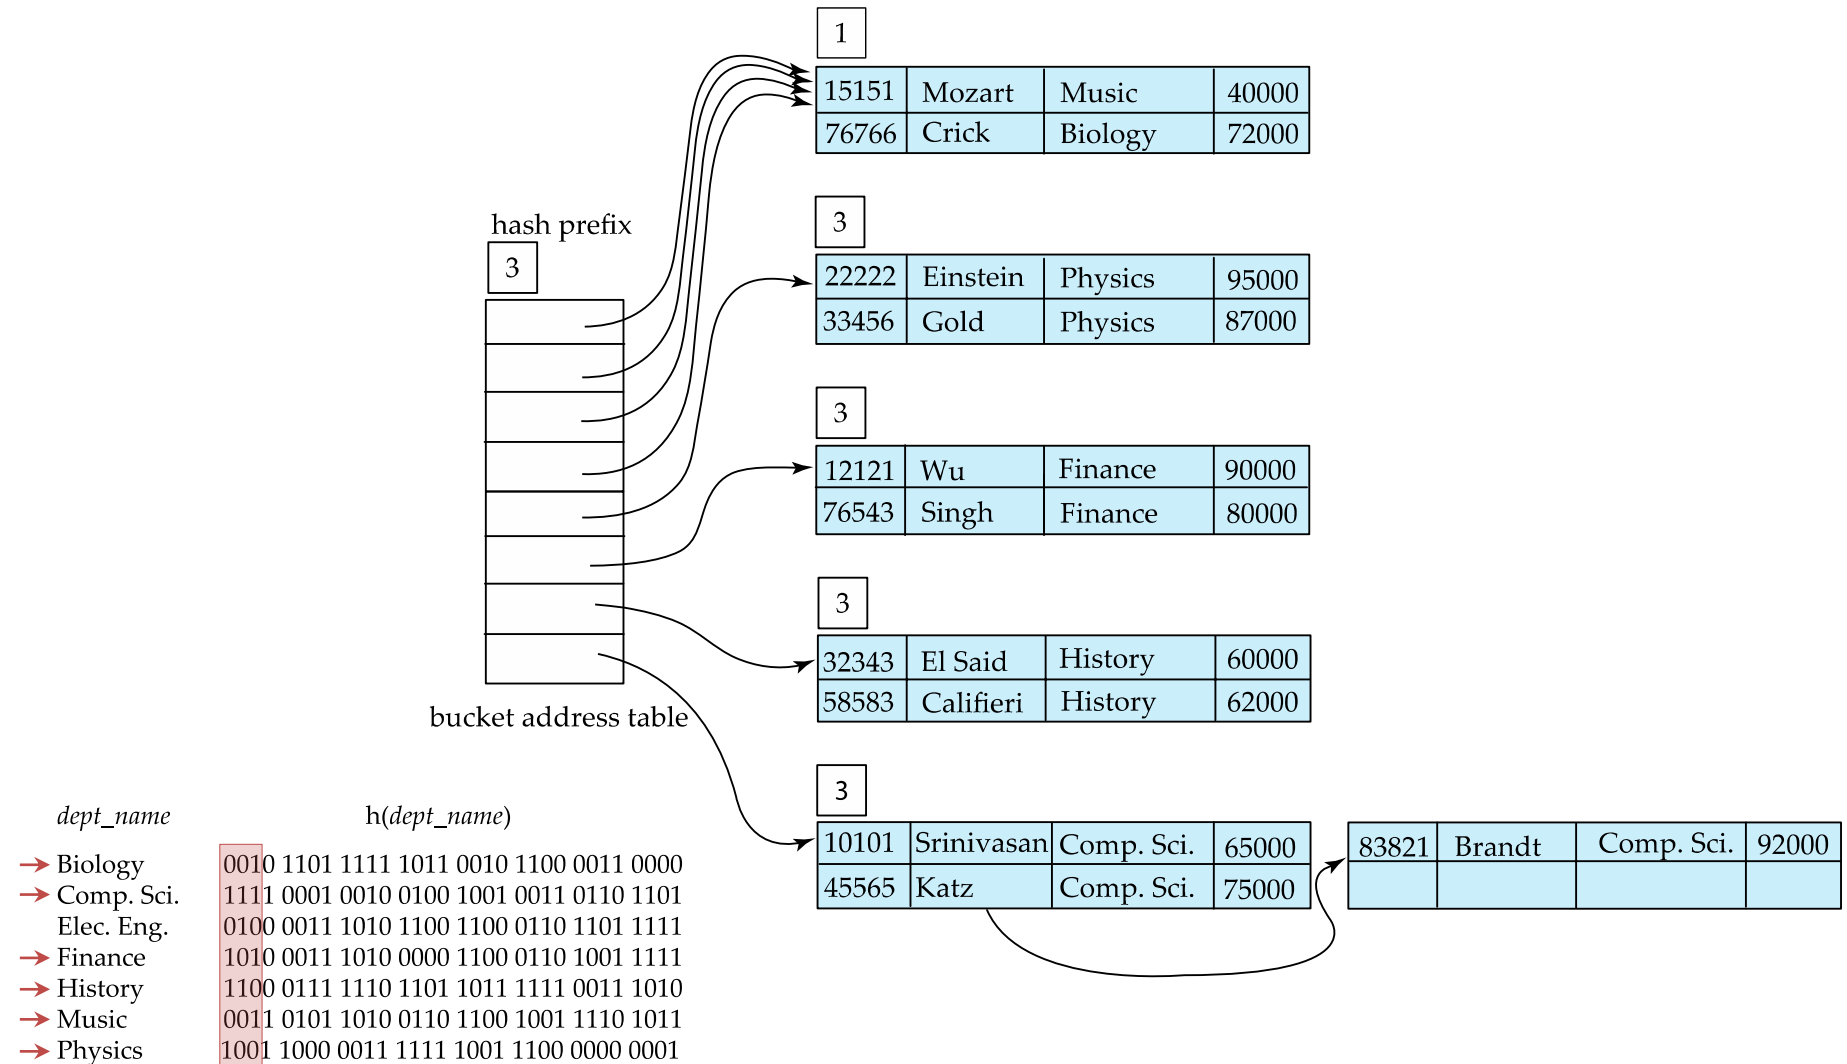 1
15151 Mozart Music 40000
76766 Crick Biology 72000
hash prefix
3
3
22222 Einstein Physics 95000
33456 Gold Physics 87000
3
12121 Wu Finance 90000
76543 Singh Finance 80000
3
32343 El Said History 60000
58583 Califieri History 62000
bucket address table
3
10101 Srinivasan Comp. Sci. 65000
45565 Katz Comp. Sci. 75000
83821 Brandt Comp. Sci. 92000
dept_name h(dept_name)
Biology 0010 1101 1111 1011 0010 1100 0011 0000
Comp. Sci. 1111 0001 0010 0100 1001 0011 0110 1101
Elec. Eng. 0100 0011 1010 1100 1100 0110 1101 1111
Finance 1010 0011 1010 0000 1100 0110 1001 1111
History 1100 0111 1110 1101 1011 1111 0011 1010
Music 0011 0101 1010 0110 1100 1001 1110 1011
Physics 1001 1000 0011 1111 1001 1100 0000 0001